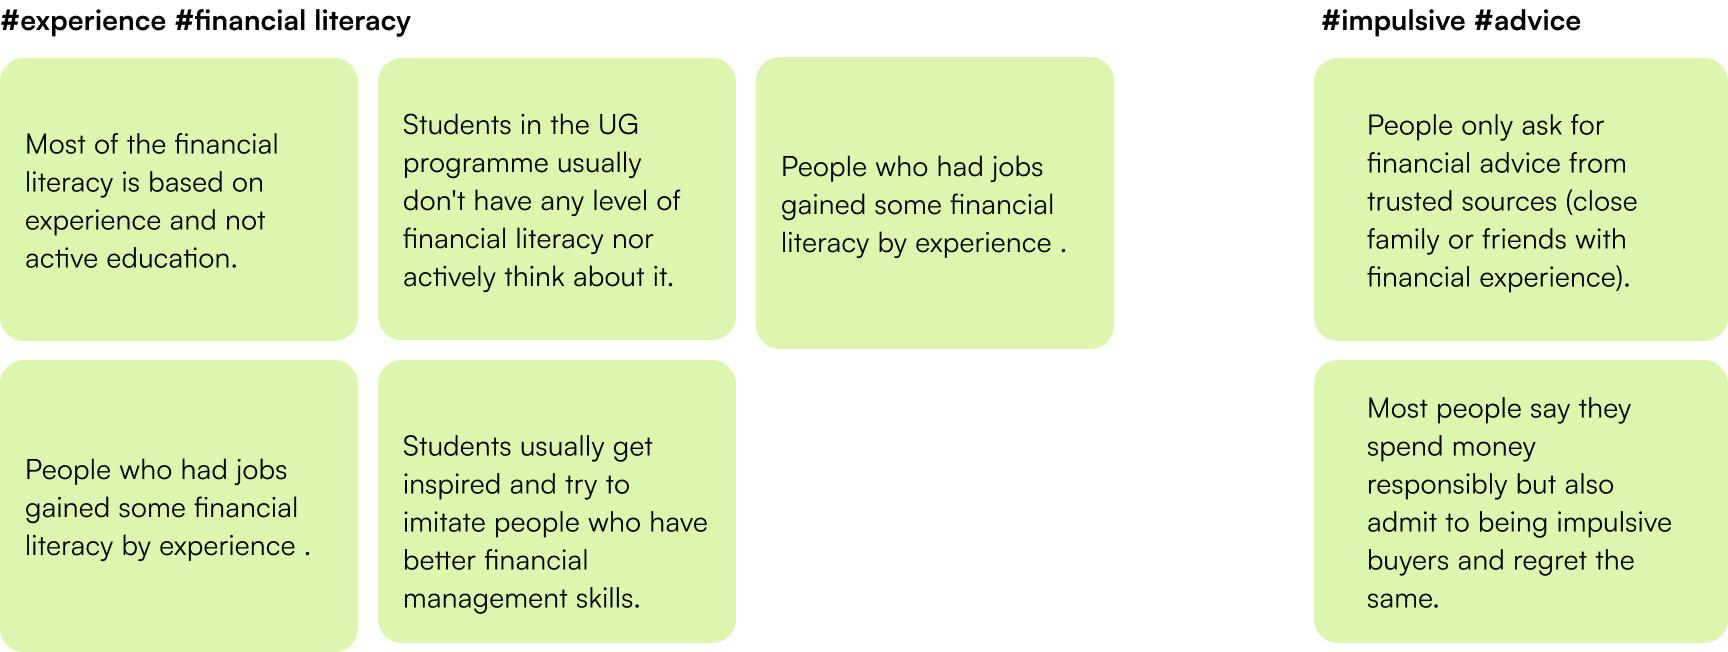 #experience #financial literacy
Most of the financial
literacy is based on
experience and not
active education.
Students in the UG
programme usually
don't have any level of
financial literacy nor
actively think about it.
People who had jobs
gained some financial
literacy by experience .
People who had jobs
gained some financial
literacy by experience .
Students usually get
inspired and try to
imitate people who have
better financial
management skills.
#impulsive #advice
People only ask for
financial advice from
trusted sources (close
family or friends with
financial experience).
Most people say they
spend money
responsibly but also
admit to being impulsive
buyers and regret the
same.